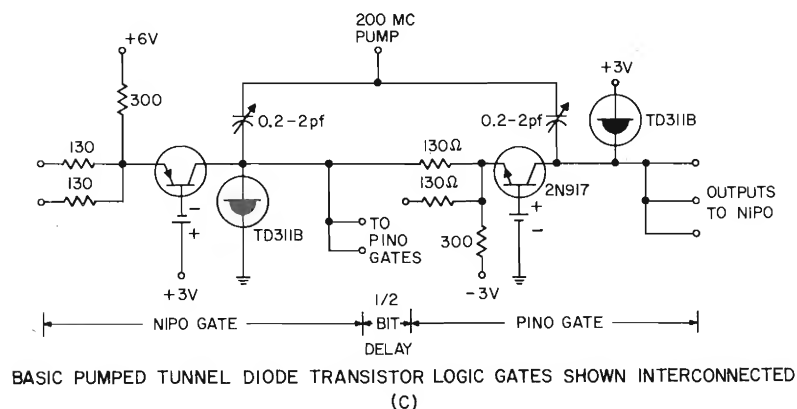 200 MC
PUMP
+6V
+3V
300
0.2-2pf
0.2-2pf
TD311B
130
130Ω
130
130Ω
2N917
-
+
+
-
TD311B
TO
PINO
GATES
OUTPUTS
TO NIPO
300
+3V
-3V
1/2
NIPO GATE
BIT
PINO GATE
DELAY
BASIC PUMPED TUNNEL DIODE TRANSISTOR LOGIC GATES SHOWN INTERCONNECTED
(C)